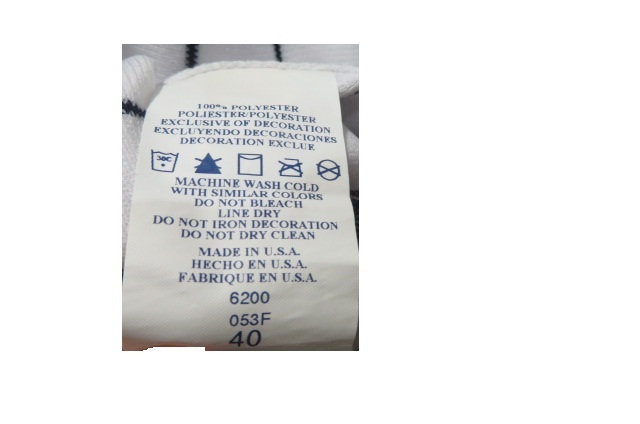 100% POLYESTER
POLIESTER/POLYESTER
EXCLUSIVE OF DECORATION
EXCLUYENDO DECORACIONES
DECORATION EXCLUE
30C
MACHINE WASH COLD
WITH SIMILAR COLORS
DO NOT BLEACH
LINE DRY
DO NOT IRON DECORATION
DO NOT DRY CLEAN
MADE IN U.S.A.
HECHO EN U.S.A.
FABRIQUE EN U.S.A.
6200
053F
40